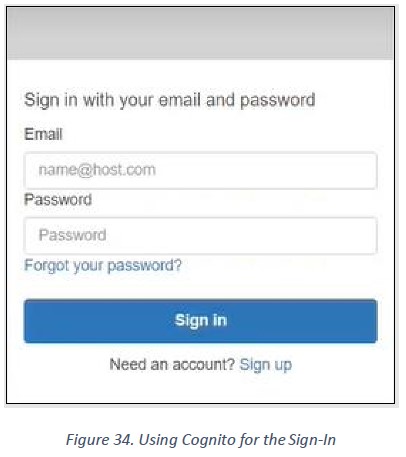 Sign in with your email and password
Email
name@host.com
Password
Password
Forgot your password?
Sign in
Need an account? Sign up
Figure 34. Using Cognito for the Sign-In